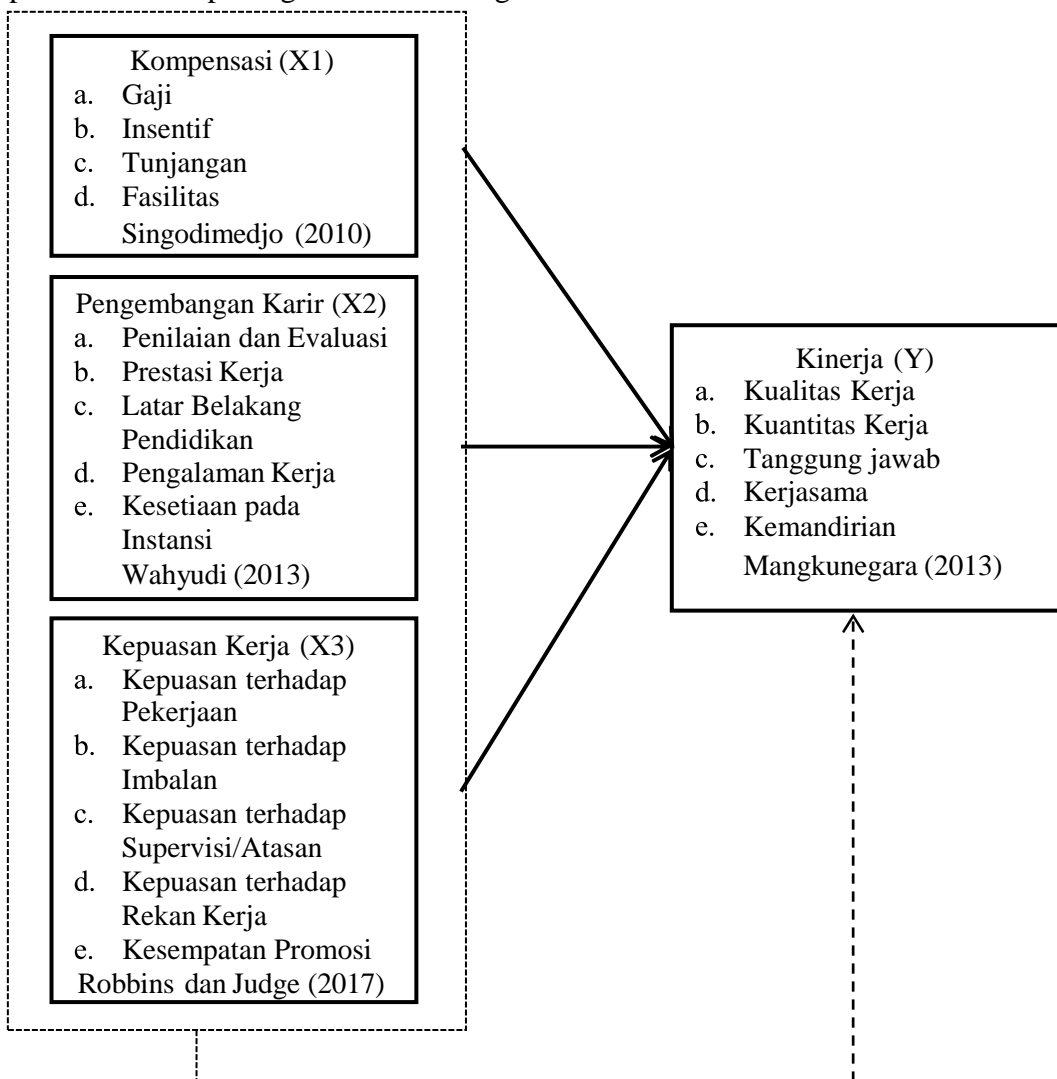 Kompensasi (X1)
a. Gaji
b. Insentif
c. Tunjangan
d. Fasilitas
Singodimedjo (2010)
Pengembangan Karir (X2)
a. Penilaian dan Evaluasi
b. Prestasi Kerja
c. Latar Belakang
Pendidikan
d. Pengalaman Kerja
e. Kesetiaan pada
Instansi
Wahyudi (2013)
Kepuasan Kerja (X3)
a. Kepuasan terhadap
Pekerjaan
b. Kepuasan terhadap
Imbalan
c. Kepuasan terhadap
Supervisi/Atasan
d. Kepuasan terhadap
Rekan Kerja
e. Kesempatan Promosi
Robbins dan Judge (2017)
Kinerja (Y)
a. Kualitas Kerja
b. Kuantitas Kerja
c. Tanggung jawab
d. Kerjasama
e. Kemandirian
Mangkunegara (2013)